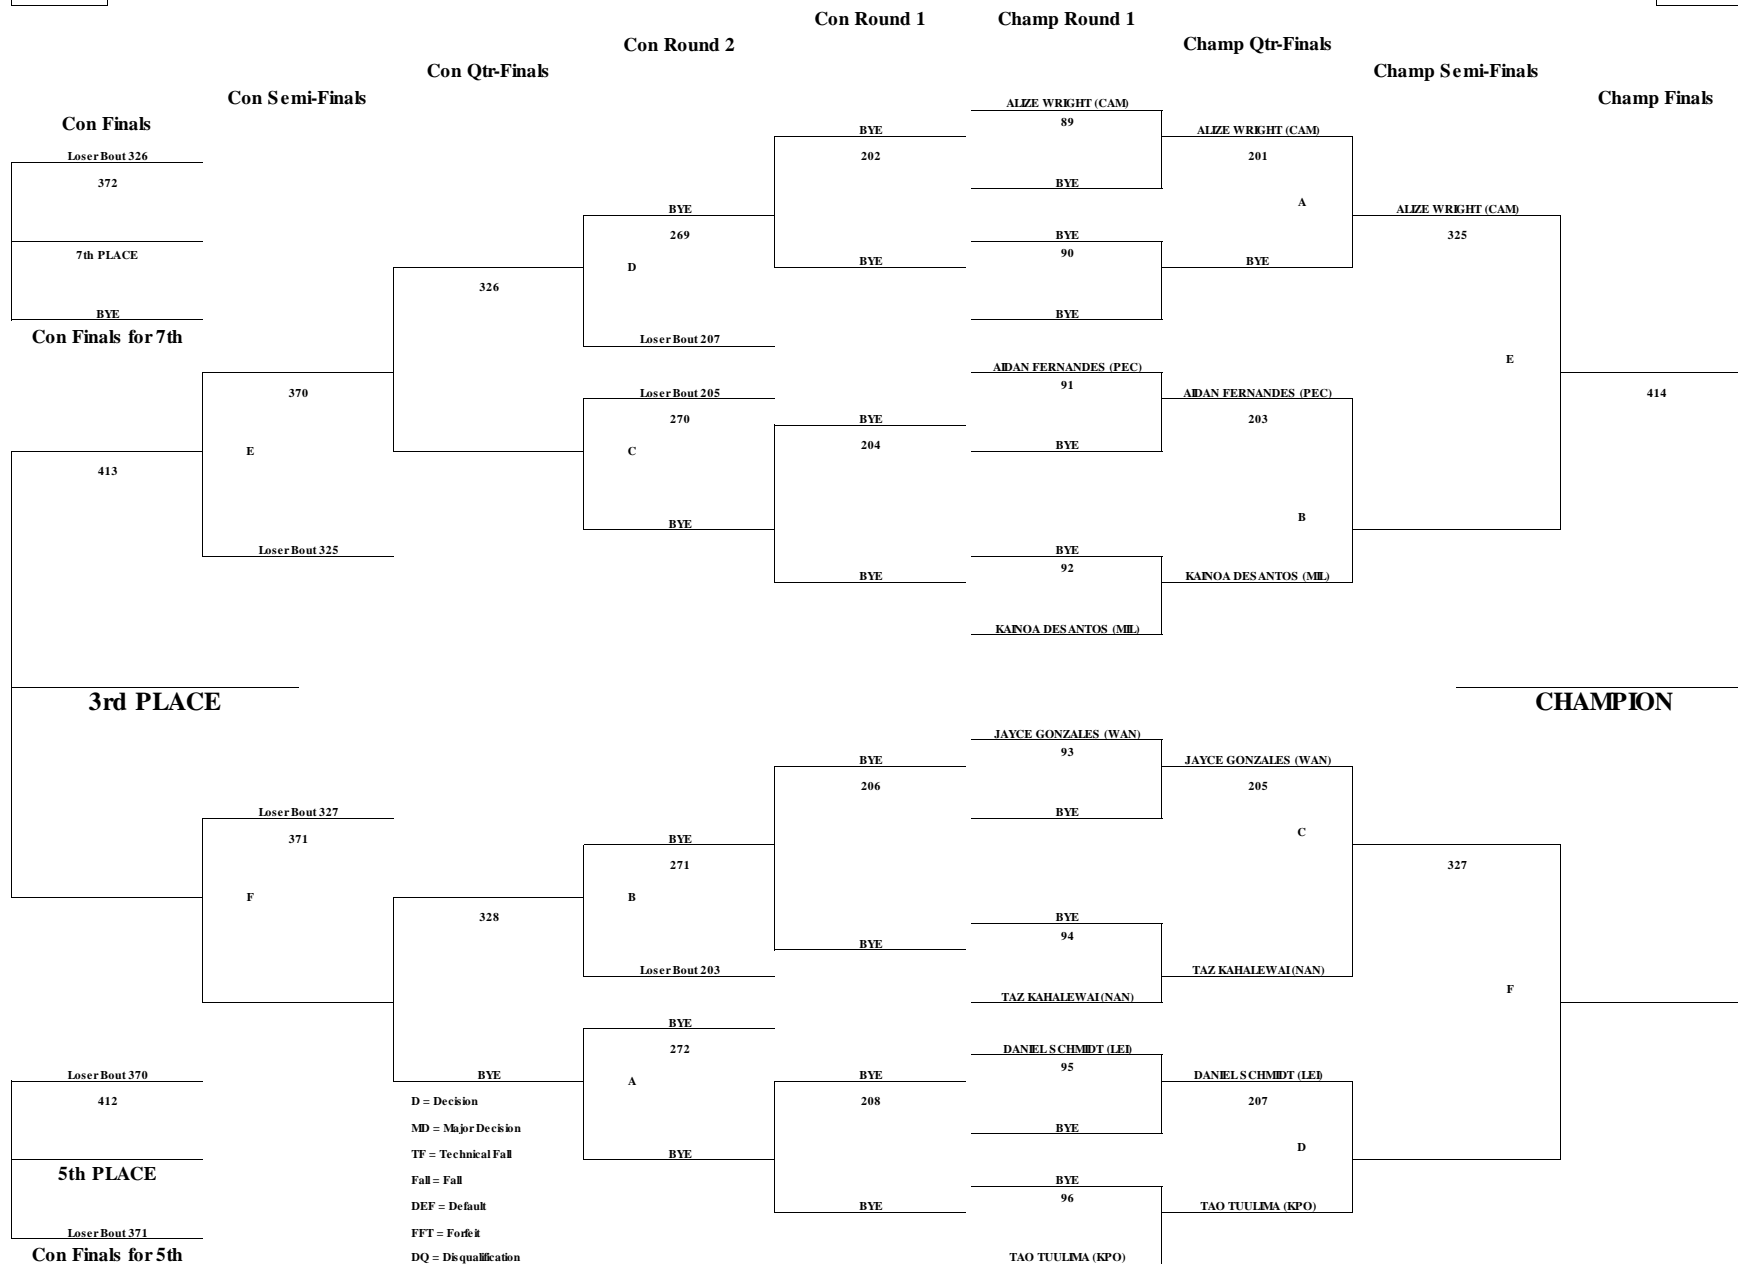 Con Round 1
Champ Round 1
Con Round 2
Champ Qtr-Finals
Con Qtr-Finals
Champ Semi-Finals
Con Semi-Finals
Champ Finals
Con Finals
ALIZE WRIGHT (CAM)
89
BYE
ALIZE WRIGHT (CAM)
Loser Bout 326
202
201
372
BYE
A
BYE
ALIZE WRIGHT (CAM)
269
BYE
325
7th PLACE
90
D
BYE
BYE
326
BYE
BYE
Con Finals for 7th
Loser Bout 207
E
AIDAN FERNANDES (PEC)
91
370
Loser Bout 205
AIDAN FERNANDES (PEC)
414
270
BYE
203
204
BYE
E
C
413
B
BYE
Loser Bout 325
BYE
92
BYE
KAINOA DESANTOS (MIL)
KAINOA DESANTOS (MIL)
3rd PLACE
CHAMPION
JAYCE GONZALES (WAN)
93
BYE
JAYCE GONZALES (WAN)
206
205
Loser Bout 327
BYE
371
BYE
C
271
327
F
B
328
BYE
94
BYE
Loser Bout 203
TAZ KAHALEWAI (NAN)
F
TAZ KAHALEWAI (NAN)
BYE
272
DANIEL SCHMIDT (LEI)
95
Loser Bout 370
BYE
A
BYE
DANIEL SCHMIDT (LEI)
412
D = Decision
208
207
MD = Major Decision
BYE
D
TF = Technical Fall
BYE
5th PLACE
Fall = Fall
BYE
96
DEF = Default
BYE
TAO TUULIMA (KPO)
Loser Bout 371
FFT = Forfeit
Con Finals for 5th
DQ = Disqualification
TAO TUULIMA (KPO)